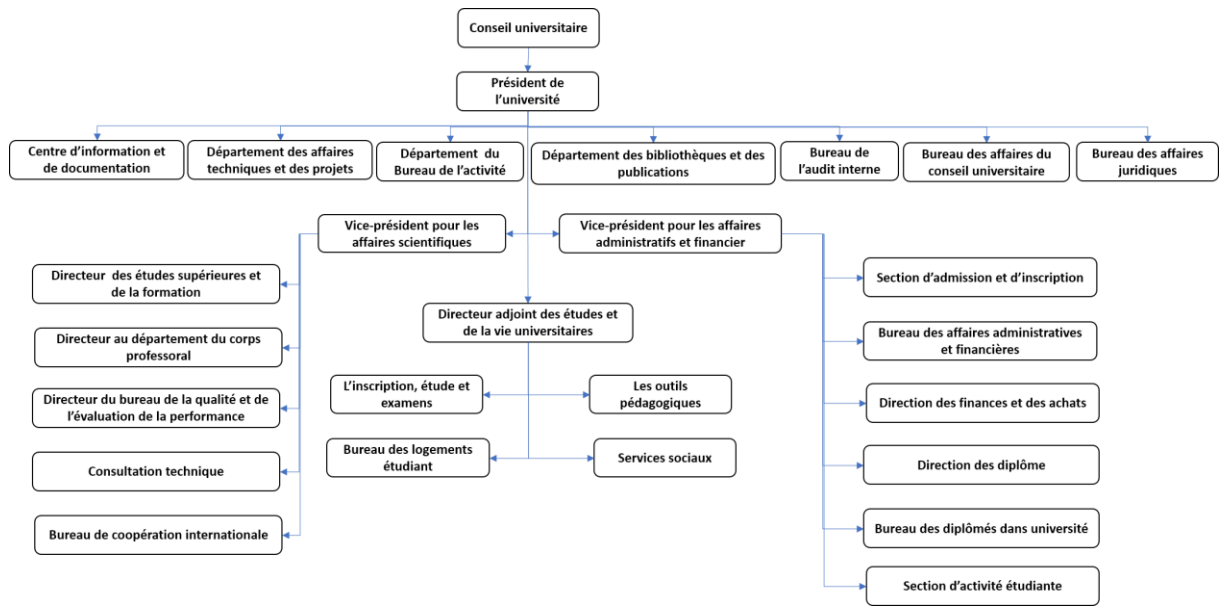 Conseil universitaire
Président de
l'université
Centre d'information et
de documentation
Département des affaires
techniques et des projets
Département du
Bureau de l'activité
Département des bibliothèques et des
publications
Bureau de
l'audit interne
Bureau des affaires du
conseil universitaire
Bureau des affaires
juridiques
Vice-président pour les
affaires scientifiques
Vice-président pour les affaires
administratifs et financier
Directeur des études supérieures et
de la formation
Directeur au département du corps
professoral
Directeur du bureau de la qualité et de
l'évaluation de la performance
Consultation technique
Bureau de coopération internationale
Directeur adjoint des études et
de la vie universitaires
L'inscription, étude et
examens
Les outils
pédagogiques
Bureau des logements
étudiant
Services sociaux
Section d'admission et d'inscription
Bureau des affaires administratives
et financières
Direction des finances et des achats
Direction des diplôme
Bureau des diplômés dans université
Section d'activité étudiante